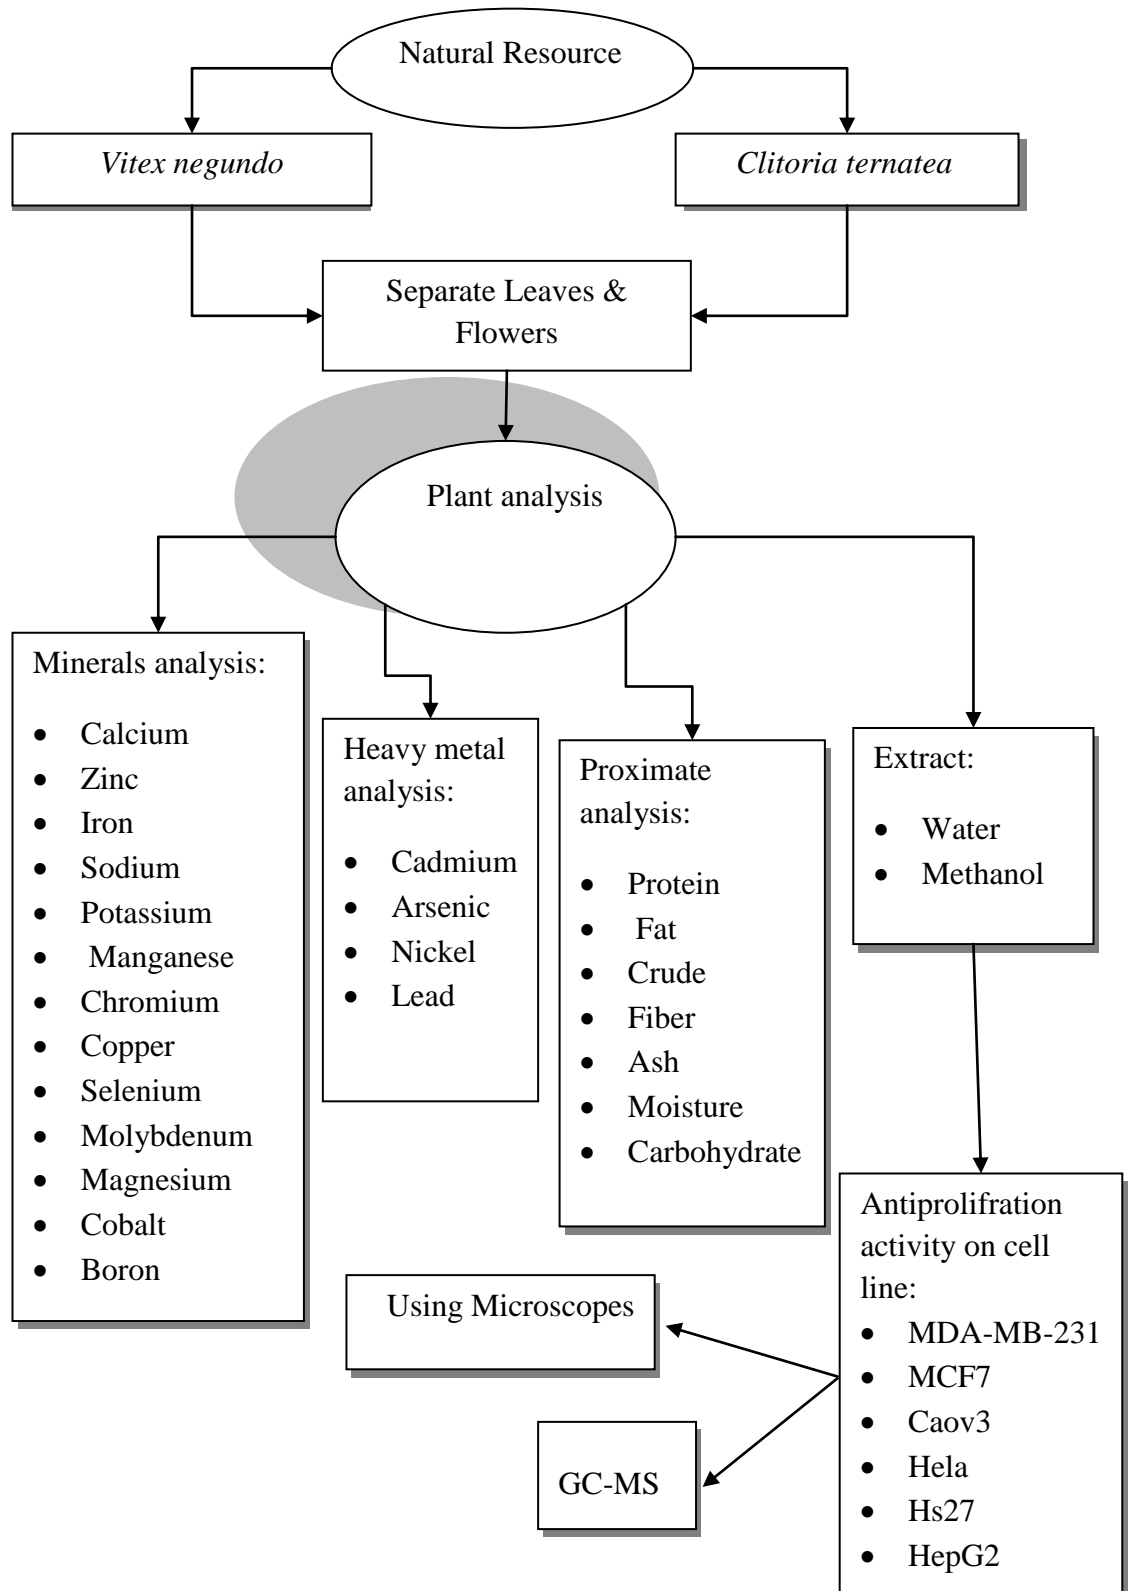 Natural Resource
Vitex negundo
Clitoria ternatea
Separate Leaves &
Flowers
Plant analysis
Minerals analysis:
• Calcium
• Zinc
• Iron
• Sodium
• Potassium
• Manganese
• Chromium
• Copper
• Selenium
• Molybdenum
• Magnesium
• Cobalt
• Boron
Heavy metal
analysis:
• Cadmium
• Arsenic
• Nickel
• Lead
Proximate
analysis:
• Protein
• Fat
• Crude
• Fiber
• Ash
• Moisture
• Carbohydrate
Extract:
• Water
• Methanol
Antiprolifration
activity on cell
line:
• MDA-MB-231
• MCF7
• Caov3
• Hela
• Hs27
• HepG2
Using Microscopes
GC-MS